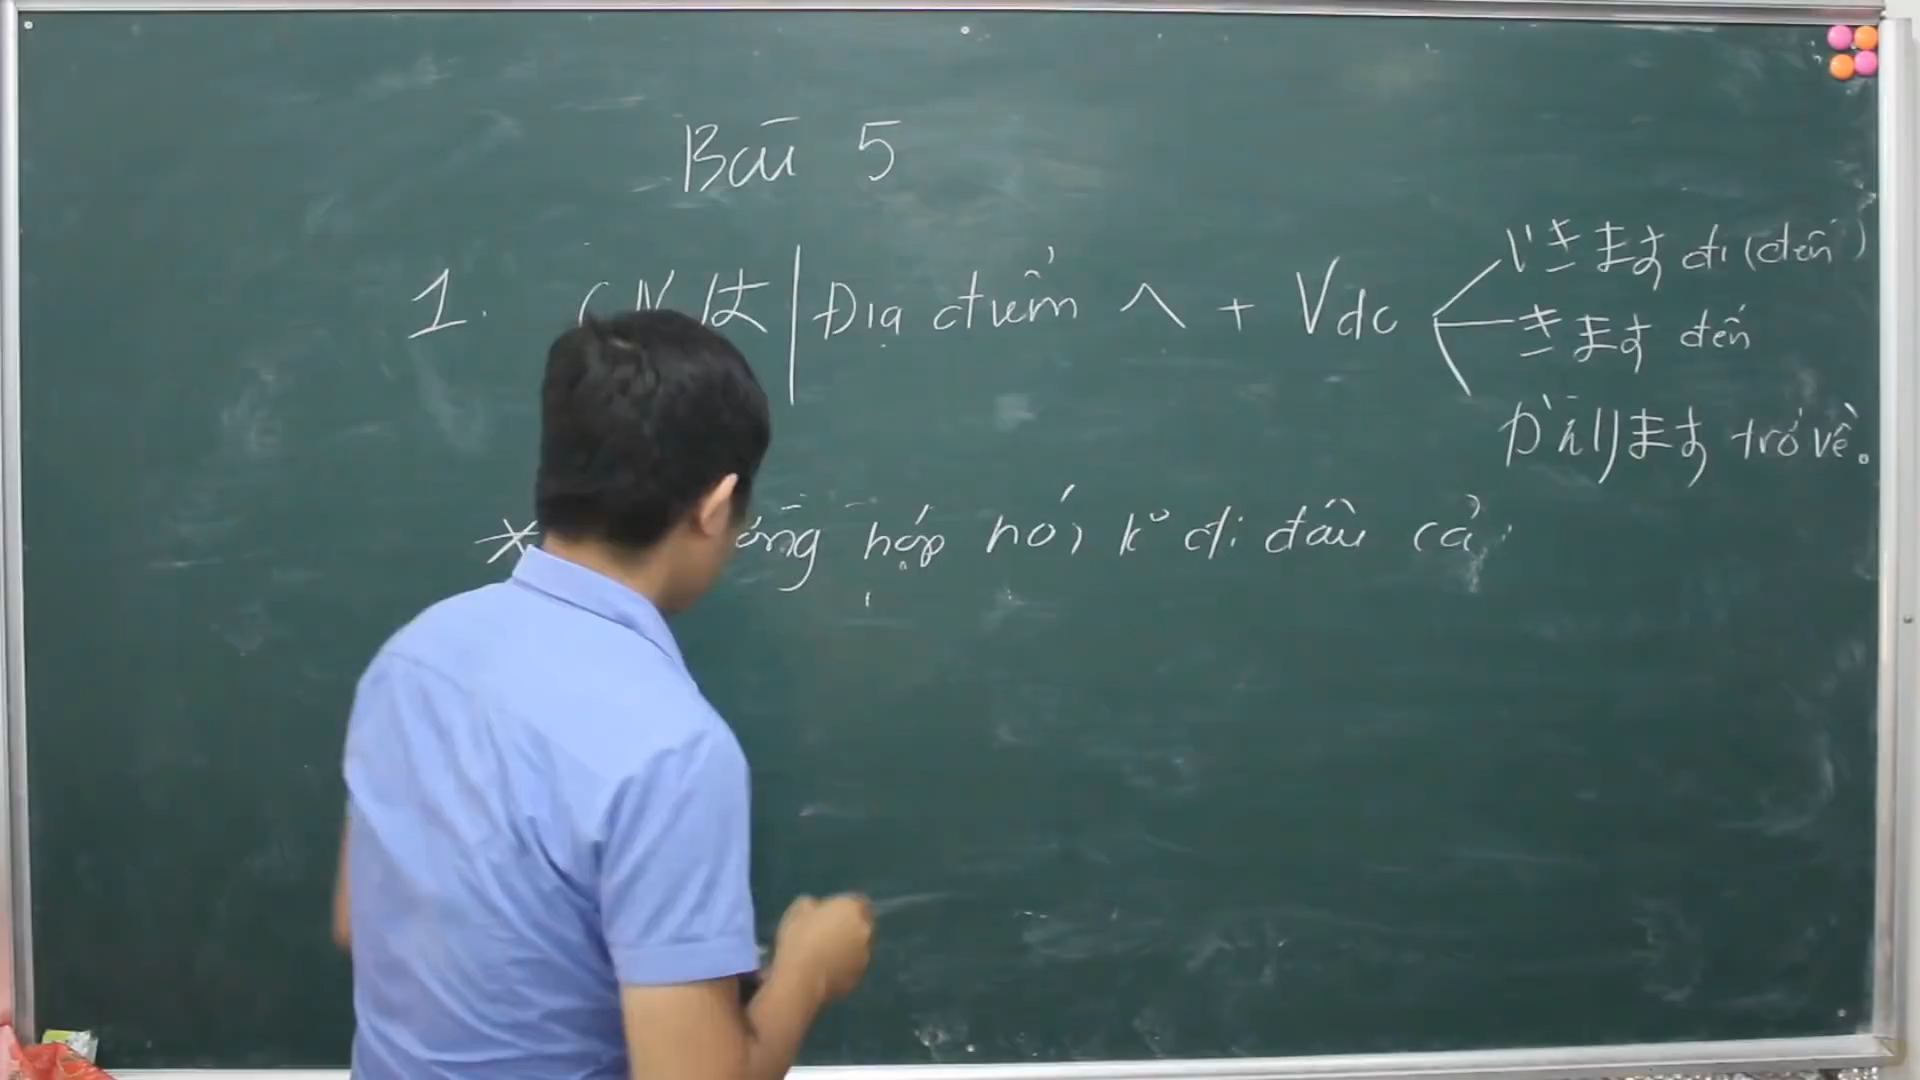 Bài 5
1. CN は | Địa điểm へ + Vdc
いきます đi (đến)
きます đến
かえります trở về.
* hợp nói k° đi đâu cả